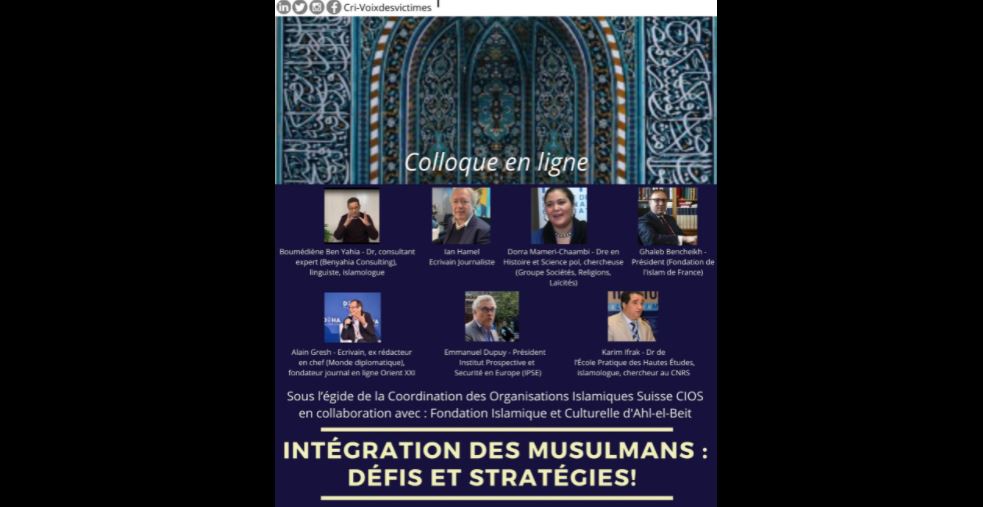 Cri-Voixdesvictimes
Colloque en ligne
Boumédiène Ben Yahia - Dr, consultant
expert (Benyahia Consulting),
linguiste, Islamologue
Ian Hamel
Ecrivain Journaliste
Dorra Mameri-Chaambi - Dre en
Histoire et Science pol, chercheuse
(Groupe Sociétés, Religions,
Laïcités)
Ghaleb Bencheikh -
Président (Fondation de
l'Islam de France)
Alain Gresh - Ecrivain, ex rédacteur
en chef (Monde diplomatique),
fondateur journal en ligne Orient XXI
Emmanuel Dupuy - Président
Institut Prospective et
Securité en Europe (IPSE)
Karim Ifrak - Dr de
l'École Pratique des Hautes Études,
islamologue, chercheur au CNRS
Sous l'égide de la Coordination des Organisations Islamiques Suisse CIOS
en collaboration avec : Fondation Islamique et Culturelle d'Ahl-el-Beit
INTÉGRATION DES MUSULMANS :
DÉFIS ET STRATÉGIES!